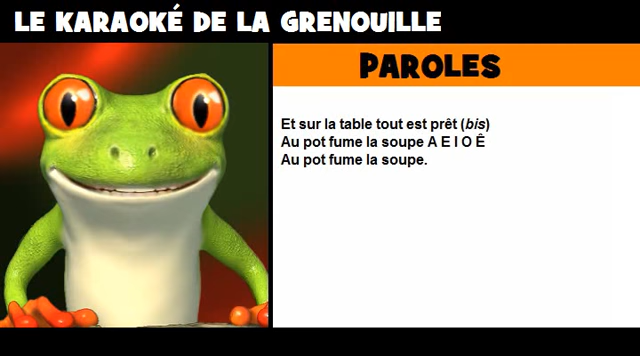 LE KARAOKÉ DE LA GRENOUILLE
PAROLES
Et sur la table tout est prêt (bis)
Au pot fume la soupe A E I O Ê
Au pot fume la soupe.